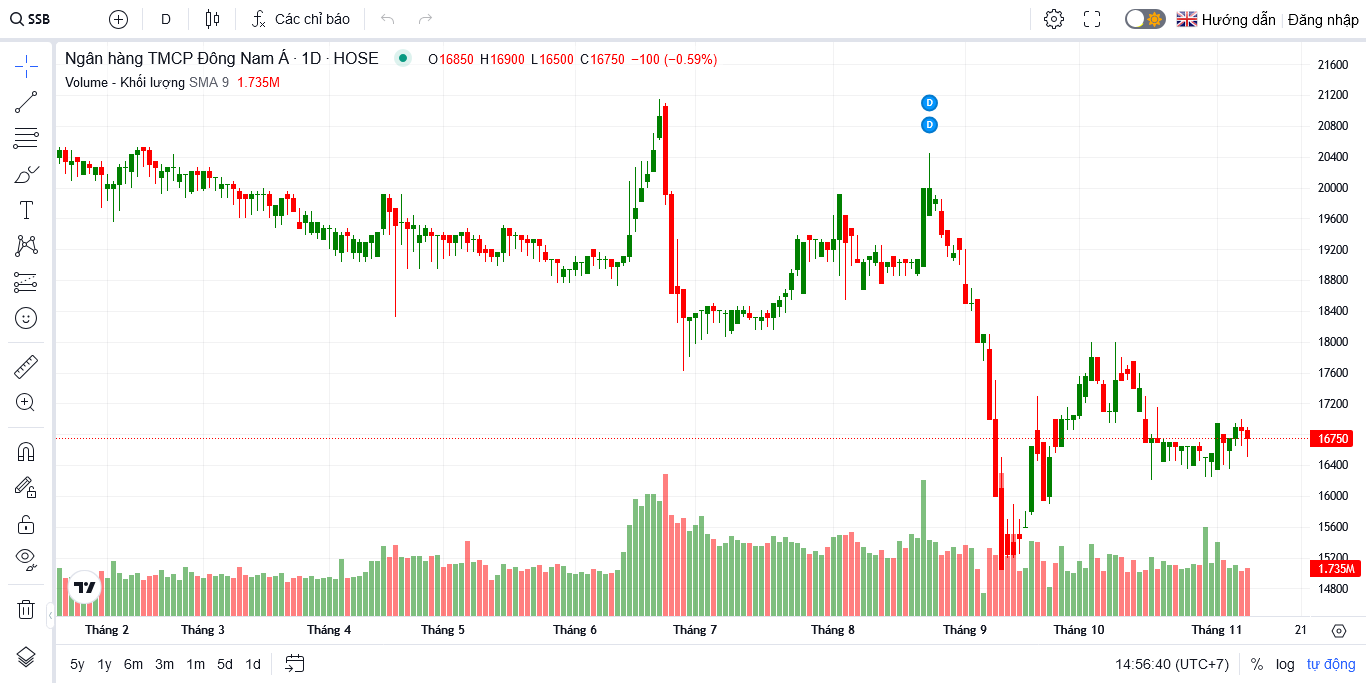 SSB D Các chỉ báo Hướng dẫn Đăng nhập
Ngân hàng TMCP Đông Nam Á · 1D · HOSE O16850 H16900 L16500 C16750 −100 (−0.59%)
Volume - Khối lượng SMA 9 1.735M
D
D
21600
21200
20800
20400
20000
19600
19200
18800
18400
18000
17600
17200
16750
16400
16000
15600
15200
1.735M
14800
Tháng 2 Tháng 3 Tháng 4 Tháng 5 Tháng 6 Tháng 7 Tháng 8 Tháng 9 Tháng 10 Tháng 11 21
5y 1y 6m 3m 1m 5d 1d 14:56:40 (UTC+7) % log tự động